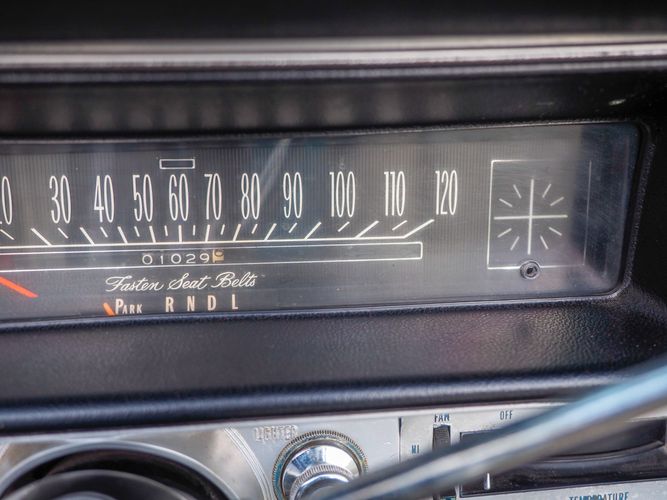 30 40 50 60 70 80 90 100 110 120
01029
Fasten Seat Belts
PARK R N D L
LIGHTER
FAN
OFF
HI
TEMPERATURE